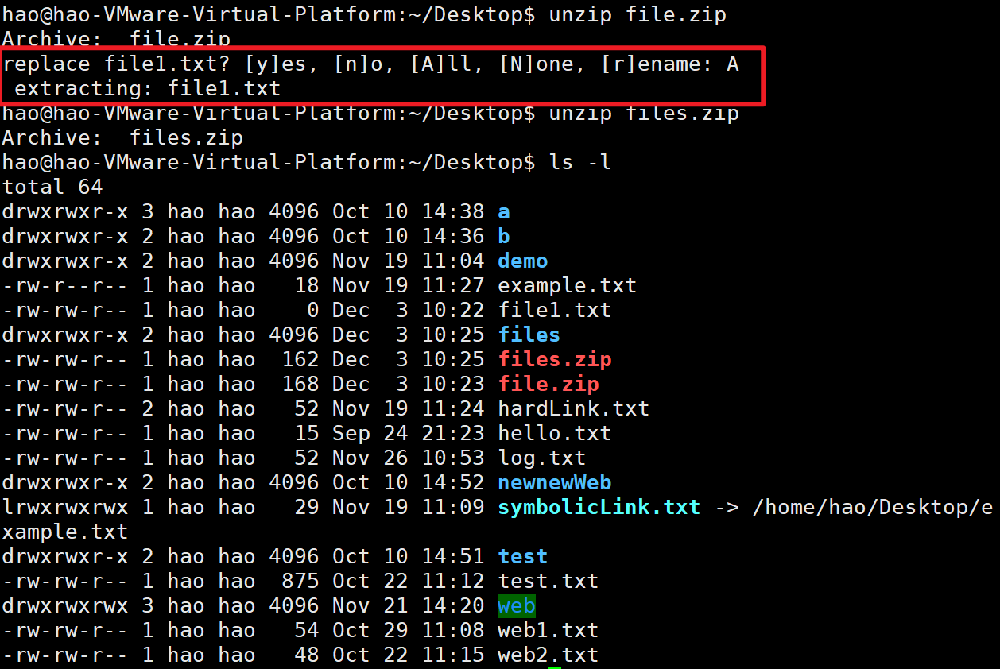 hao@hao-VMware-Virtual-Platform:~/Desktop$ unzip file.zip
Archive:  file.zip
replace file1.txt? [y]es, [n]o, [A]ll, [N]one, [r]ename: A
 extracting: file1.txt
hao@hao-VMware-Virtual-Platform:~/Desktop$ unzip files.zip
Archive:  files.zip
hao@hao-VMware-Virtual-Platform:~/Desktop$ ls -l
total 64
drwxrwxr-x 3 hao hao 4096 Oct 10 14:38 a
drwxrwxr-x 2 hao hao 4096 Oct 10 14:36 b
drwxrwxr-x 2 hao hao 4096 Nov 19 11:04 demo
-rw-r--r-- 1 hao hao   18 Nov 19 11:27 example.txt
-rw-rw-r-- 1 hao hao    0 Dec  3 10:22 file1.txt
drwxrwxr-x 2 hao hao 4096 Dec  3 10:25 files
-rw-rw-r-- 1 hao hao  162 Dec  3 10:25 files.zip
-rw-rw-r-- 1 hao hao  168 Dec  3 10:23 file.zip
-rw-rw-r-- 2 hao hao   52 Nov 19 11:24 hardLink.txt
-rw-rw-r-- 1 hao hao   15 Sep 24 21:23 hello.txt
-rw-rw-r-- 1 hao hao   52 Nov 26 10:53 log.txt
drwxrwxr-x 2 hao hao 4096 Oct 10 14:52 newnewWeb
lrwxrwxrwx 1 hao hao   29 Nov 19 11:09 symbolicLink.txt -> /home/hao/Desktop/e
xample.txt
drwxrwxr-x 2 hao hao 4096 Oct 10 14:51 test
-rw-rw-r-- 1 hao hao  875 Oct 22 11:12 test.txt
drwxrwxrwx 3 hao hao 4096 Nov 21 14:20 web
-rw-rw-r-- 1 hao hao   54 Oct 29 11:08 web1.txt
-rw-rw-r-- 1 hao hao   48 Oct 22 11:15 web2.txt